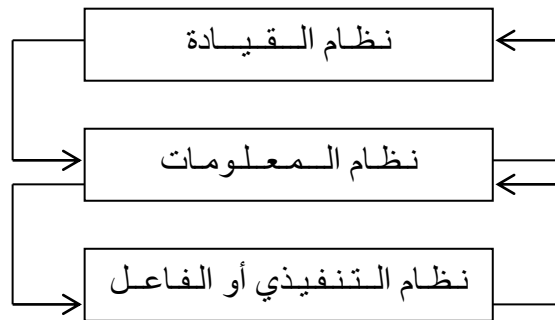 نظام القيادة
نظام المعلومات
نظام التنفيذي أو الفاعل